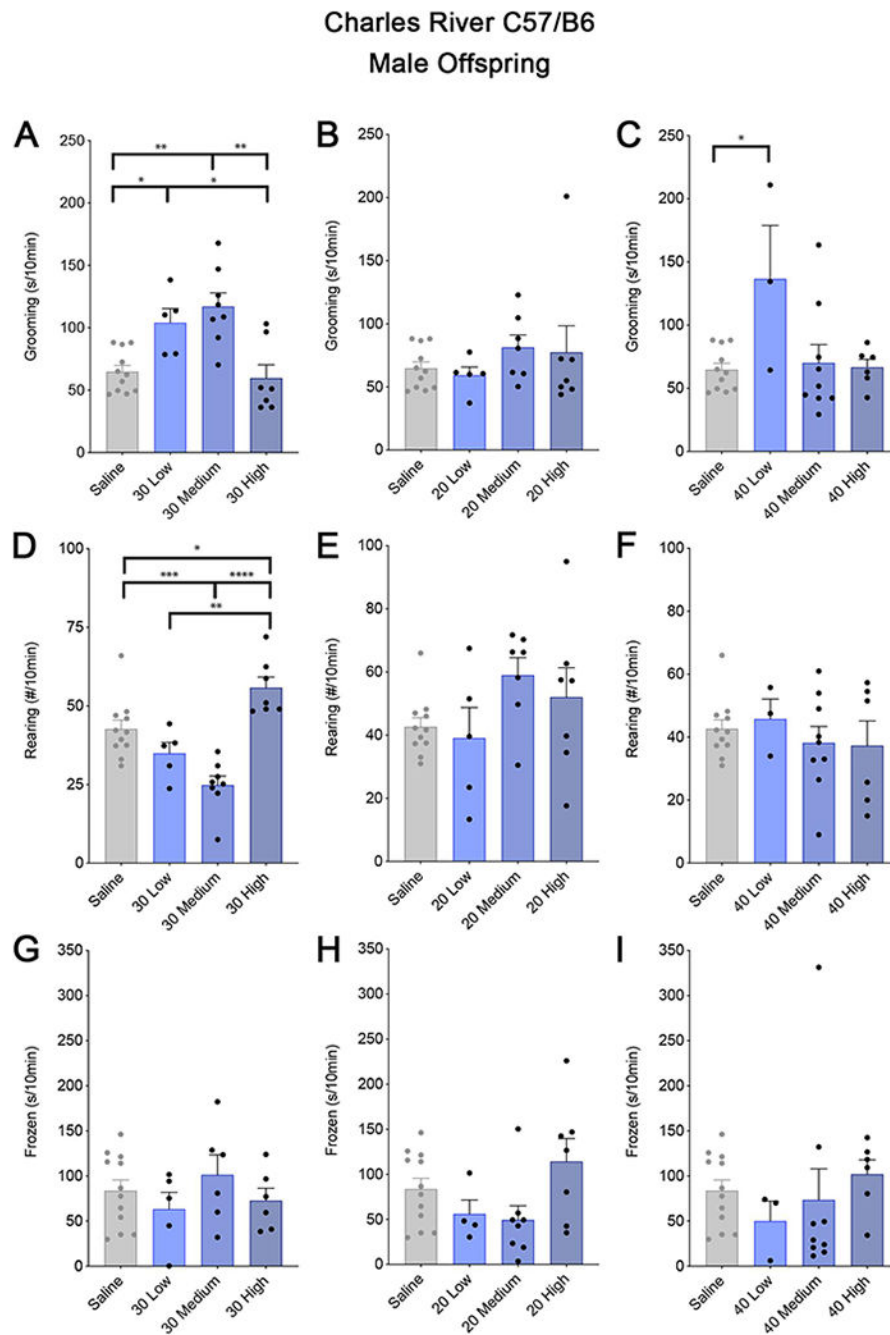 Charles River C57/B6
Male Offspring
A
B
C
Grooming (s/10min)
250
200
150
100
50
0
** **
* *
Saline
30 Low
30 Medium
30 High
Grooming (s/10min)
250
200
150
100
50
0
Saline
20 Low
20 Medium
20 High
Grooming (s/10min)
250
200
150
100
50
0
*
Saline
40 Low
40 Medium
40 High
D
E
F
Rearing (#/10min)
100
75
50
25
0
*
*** ****
**
Saline
30 Low
30 Medium
30 High
Rearing (#/10min)
100
80
60
40
20
0
Saline
20 Low
20 Medium
20 High
Rearing (#/10min)
100
80
60
40
20
0
Saline
40 Low
40 Medium
40 High
G
H
I
Frozen (s/10min)
350
300
250
200
150
100
50
0
Saline
30 Low
30 Medium
30 High
Frozen (s/10min)
350
300
250
200
150
100
50
0
Saline
20 Low
20 Medium
20 High
Frozen (s/10min)
350
300
250
200
150
100
50
0
Saline
40 Low
40 Medium
40 High